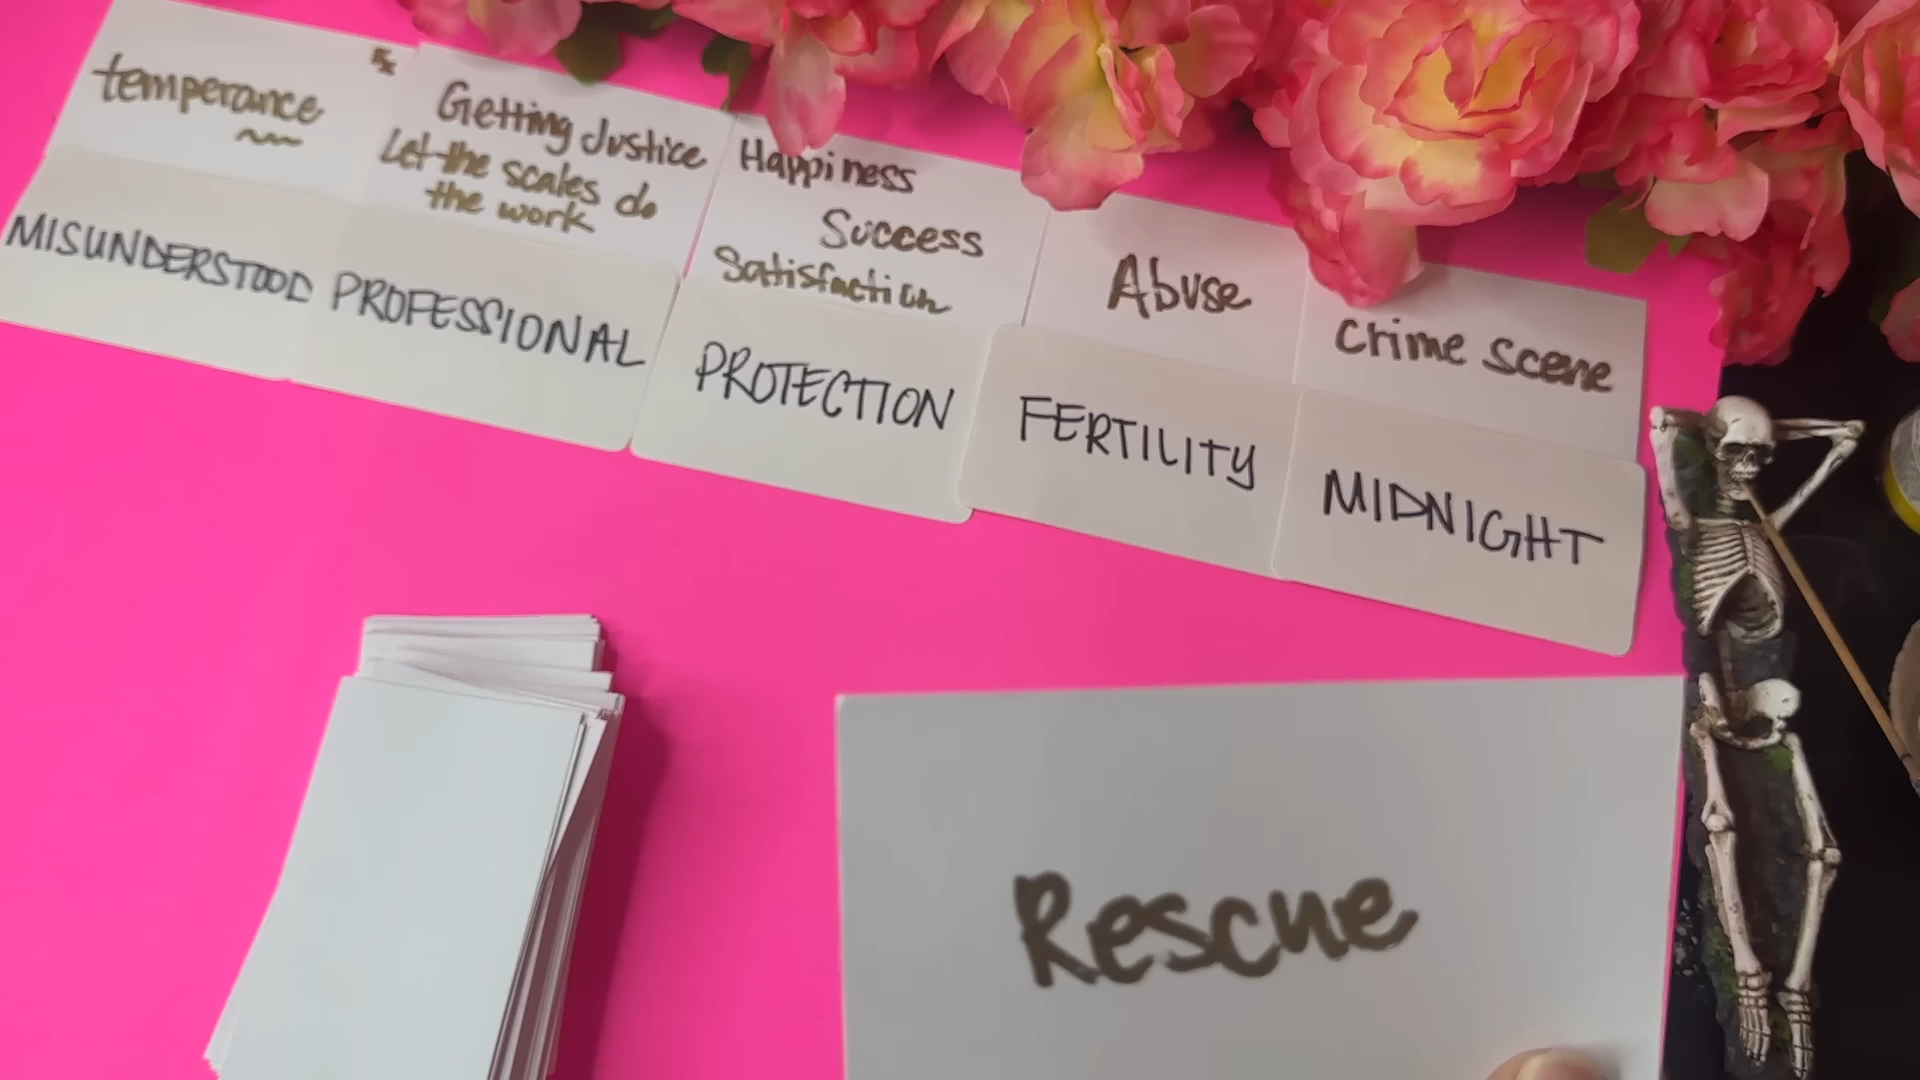 temperance
Getting Justice
Let the scales do
the work
Happiness
Success
Satisfaction
Abuse
Crime Scene
MISUNDERSTOOD
PROFESSIONAL
PROTECTION
FERTILITY
MIDNIGHT
Rescue